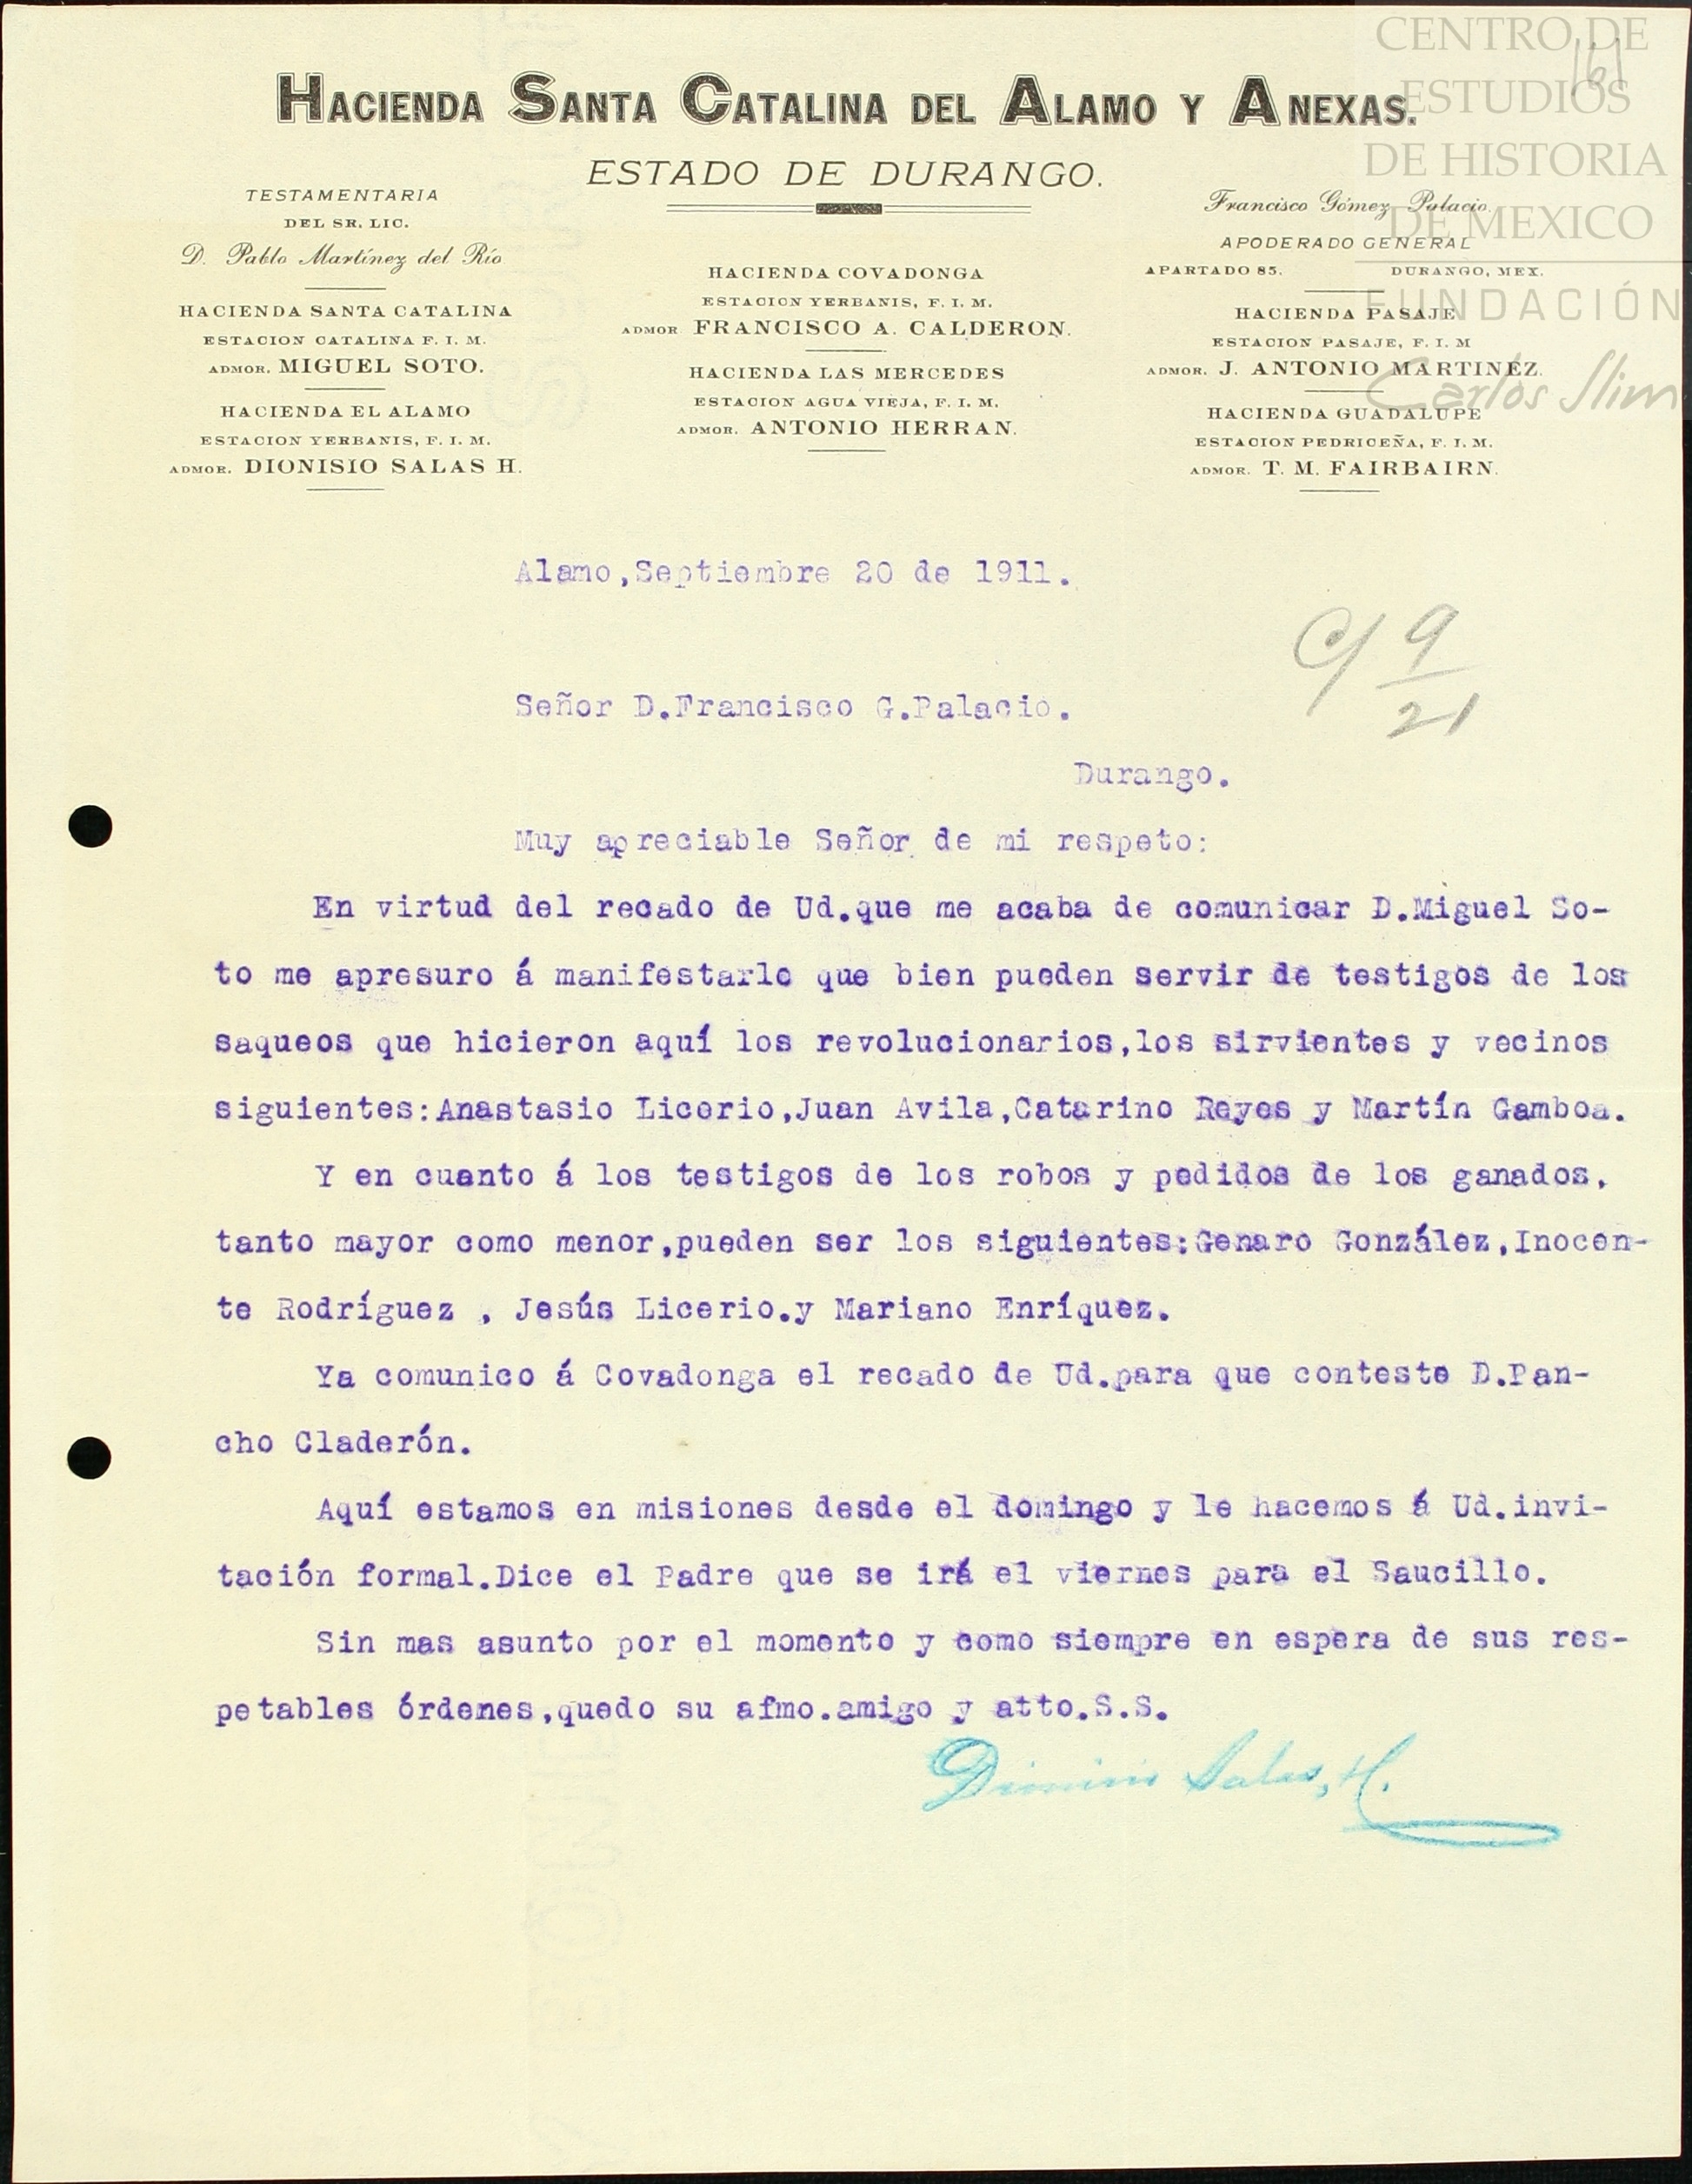 CENTRO DE
ESTUDIOS
DE HISTORIA
DE MEXICO
FUNDACIÓN
Carlos Slim
161
HACIENDA SANTA CATALINA DEL ALAMO Y ANEXAS.
ESTADO DE DURANGO.
TESTAMENTARIA
DEL SR. LIC.
D. Pablo Martínez del Río
HACIENDA SANTA CATALINA
ESTACION CATALINA F. I. M.
ADMOR. MIGUEL SOTO.
HACIENDA EL ALAMO
ESTACION YERBANIS, F. I. M.
ADMOR. DIONISIO SALAS H.
HACIENDA COVADONGA
ESTACION YERBANIS, F. I. M.
ADMOR FRANCISCO A. CALDERON.
HACIENDA LAS MERCEDES
ESTACION AGUA VIEJA, F. I. M.
ADMOR. ANTONIO HERRAN.
Francisco Gómez Palacio.
APODERADO GENERAL
APARTADO 85. DURANGO, MEX.
HACIENDA PASAJE
ESTACION PASAJE, F. I. M
ADMOR. J. ANTONIO MARTINEZ.
HACIENDA GUADALUPE
ESTACION PEDRICEÑA, F. I. M.
ADMOR. T. M. FAIRBAIRN.
Alamo,Septiembre 20 de 1911.
C/ 9/21
Señor D.Francisco G.Palacio.
Durango.
Muy apreciable Señor de mi respeto:
En virtud del recado de Ud.que me acaba de comunicar D.Miguel So-
to me apresuro á manifestarle que bien pueden servir de testigos de los
saqueos que hicieron aquí los revolucionarios,los sirvientes y vecinos
siguientes:Anastasio Licerio,Juan Avila,Catarino Reyes y Martín Gamboa.
Y en cuanto á los testigos de los robos y pedidos de los ganados,
tanto mayor como menor,pueden ser los siguientes:Genaro González,Inocen-
te Rodríguez , Jesús Licerio.y Mariano Enríquez.
Ya comunico á Covadonga el recado de Ud.para que conteste D.Pan-
cho Claderón.
Aquí estamos en misiones desde el domingo y le hacemos á Ud.invi-
tación formal.Dice el Padre que se irá el viernes para el Saucillo.
Sin mas asunto por el momento y como siempre en espera de sus res-
petables órdenes,quedo su afmo.amigo y atto.S.S.
Dionisio Salas, H.